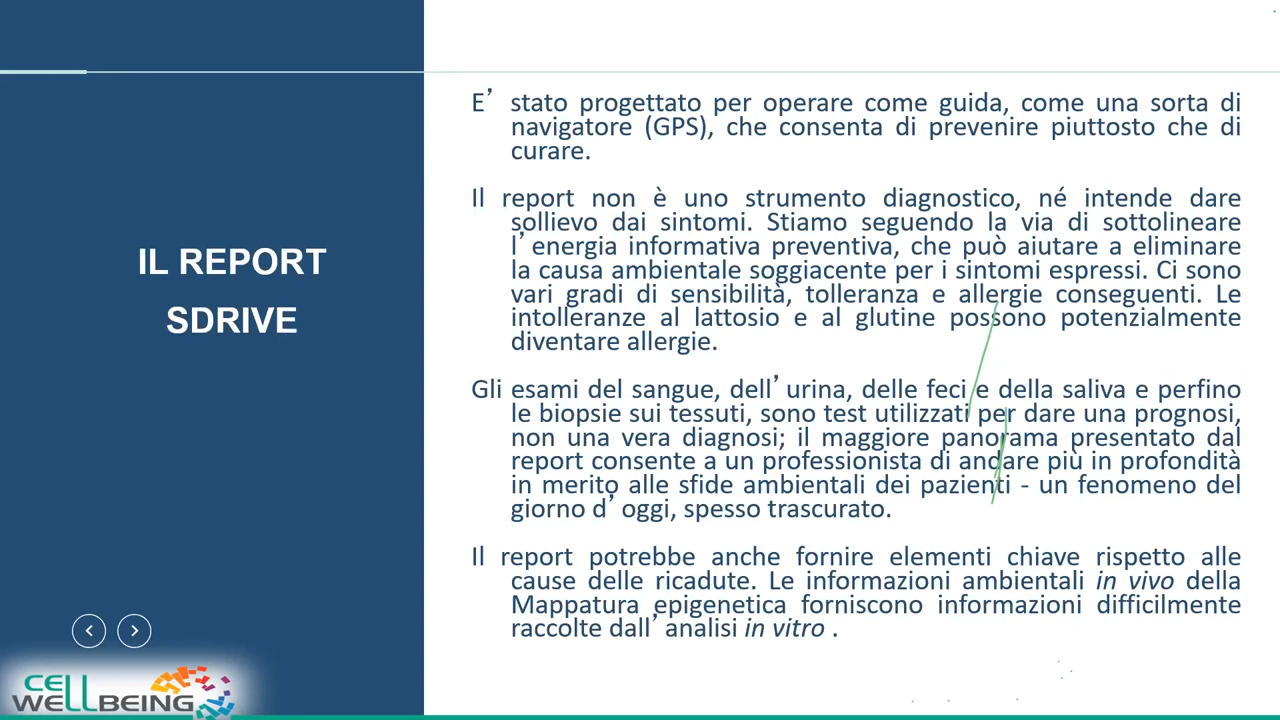 IL REPORT
SDRIVE
E’ stato progettato per operare come guida, come una sorta di
navigatore (GPS), che consenta di prevenire piuttosto che di
curare.
Il report non è uno strumento diagnostico, né intende dare
sollievo dai sintomi. Stiamo seguendo la via di sottolineare
l’energia informativa preventiva, che può aiutare a eliminare
la causa ambientale soggiacente per i sintomi espressi. Ci sono
vari gradi di sensibilità, tolleranza e allergie conseguenti. Le
intolleranze al lattosio e al glutine possono potenzialmente
diventare allergie.
Gli esami del sangue, dell’urina, delle feci e della saliva e perfino
le biopsie sui tessuti, sono test utilizzati per dare una prognosi,
non una vera diagnosi; il maggiore panorama presentato dal
report consente a un professionista di andare più in profondità
in merito alle sfide ambientali dei pazienti - un fenomeno del
giorno d’oggi, spesso trascurato.
Il report potrebbe anche fornire elementi chiave rispetto alle
cause delle ricadute. Le informazioni ambientali in vivo della
Mappatura epigenetica forniscono informazioni difficilmente
raccolte dall’analisi in vitro .
CELL
WELLBEING